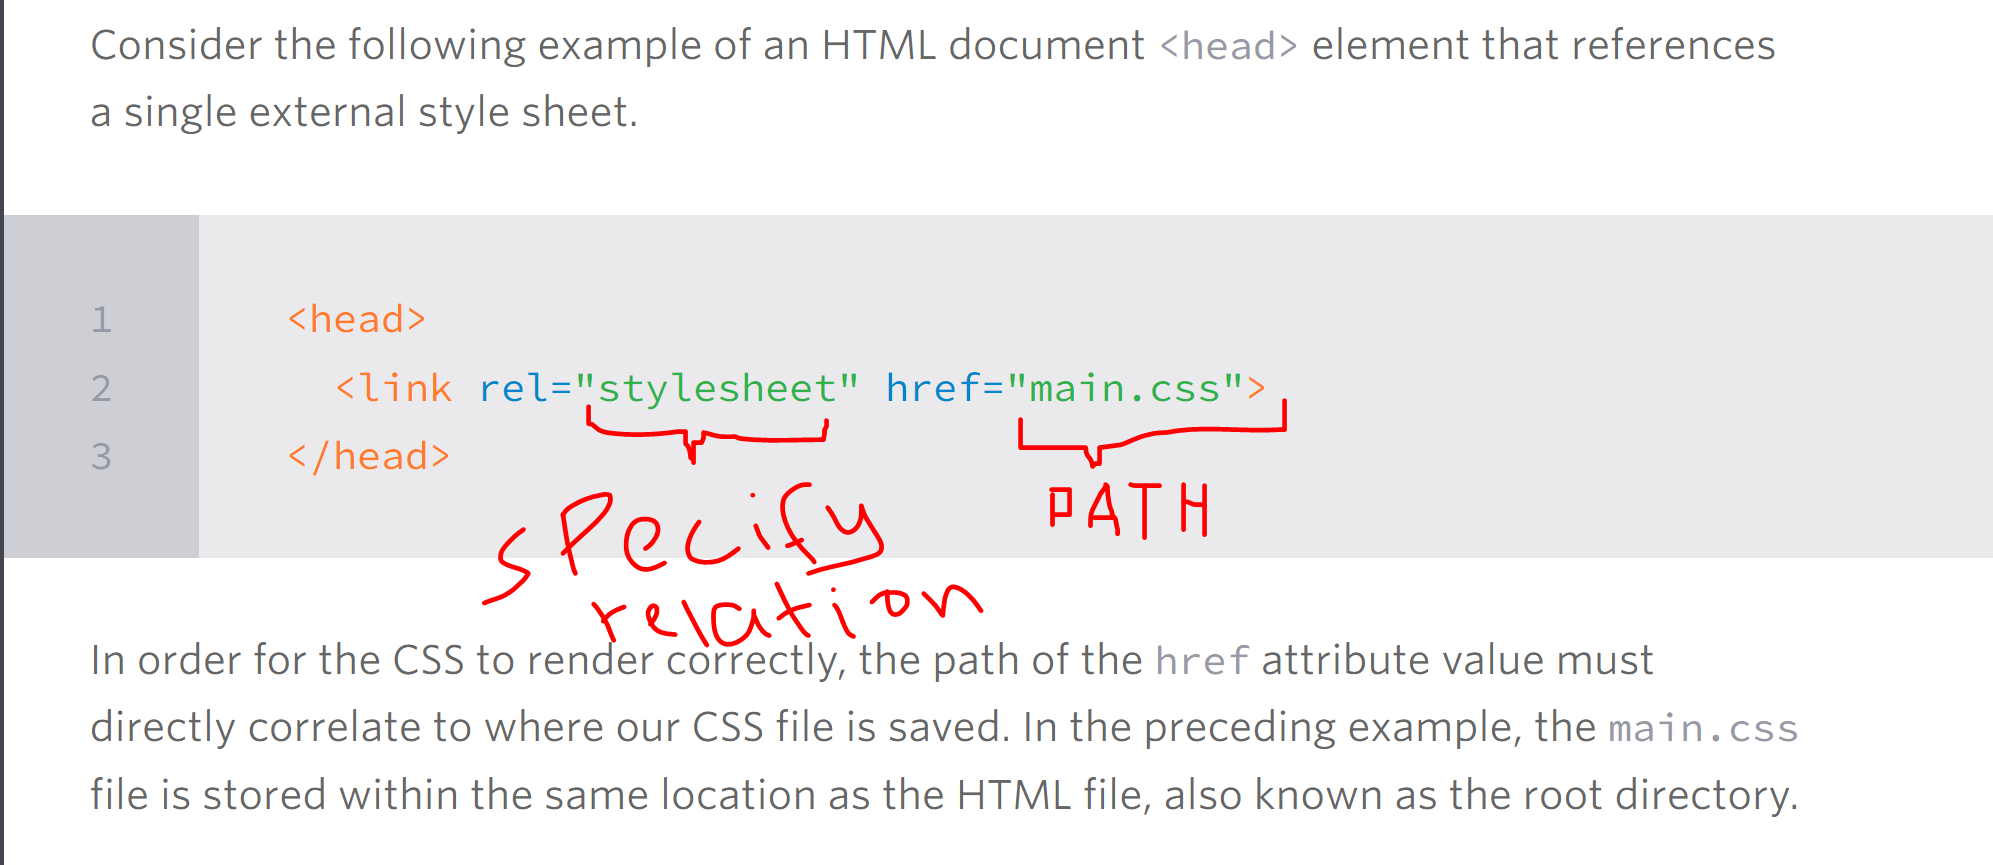 Consider the following example of an HTML document <head> element that references
a single external style sheet.
1 <head>
2 <link rel="stylesheet" href="main.css">
3 </head>
specify PATH
relation
In order for the CSS to render correctly, the path of the href attribute value must
directly correlate to where our CSS file is saved. In the preceding example, the main.css
file is stored within the same location as the HTML file, also known as the root directory.